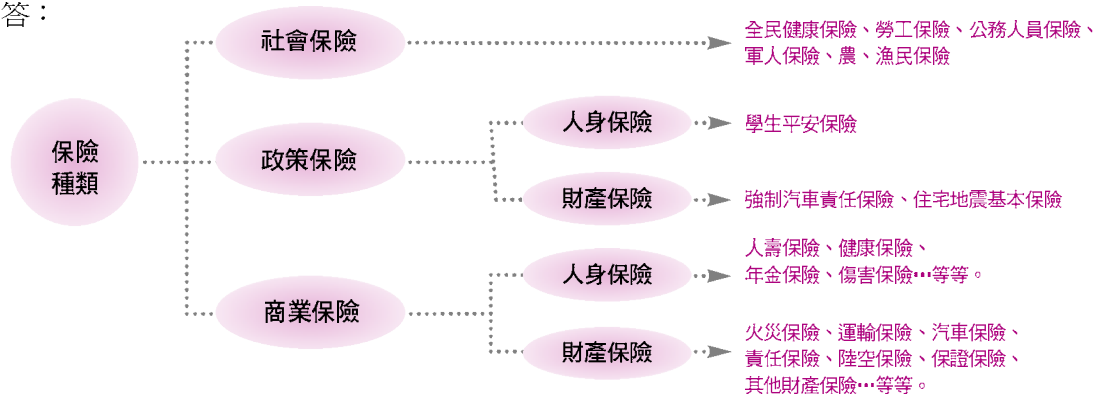 答：
保險
種類
社會保險
全民健康保險、勞工保險、公務人員保險、
軍人保險、農、漁民保險
政策保險
人身保險
學生平安保險
財產保險
強制汽車責任保險、住宅地震基本保險
商業保險
人身保險
人壽保險、健康保險、
年金保險、傷害保險…等等。
財產保險
火災保險、運輸保險、汽車保險、
責任保險、陸空保險、保證保險、
其他財產保險…等等。